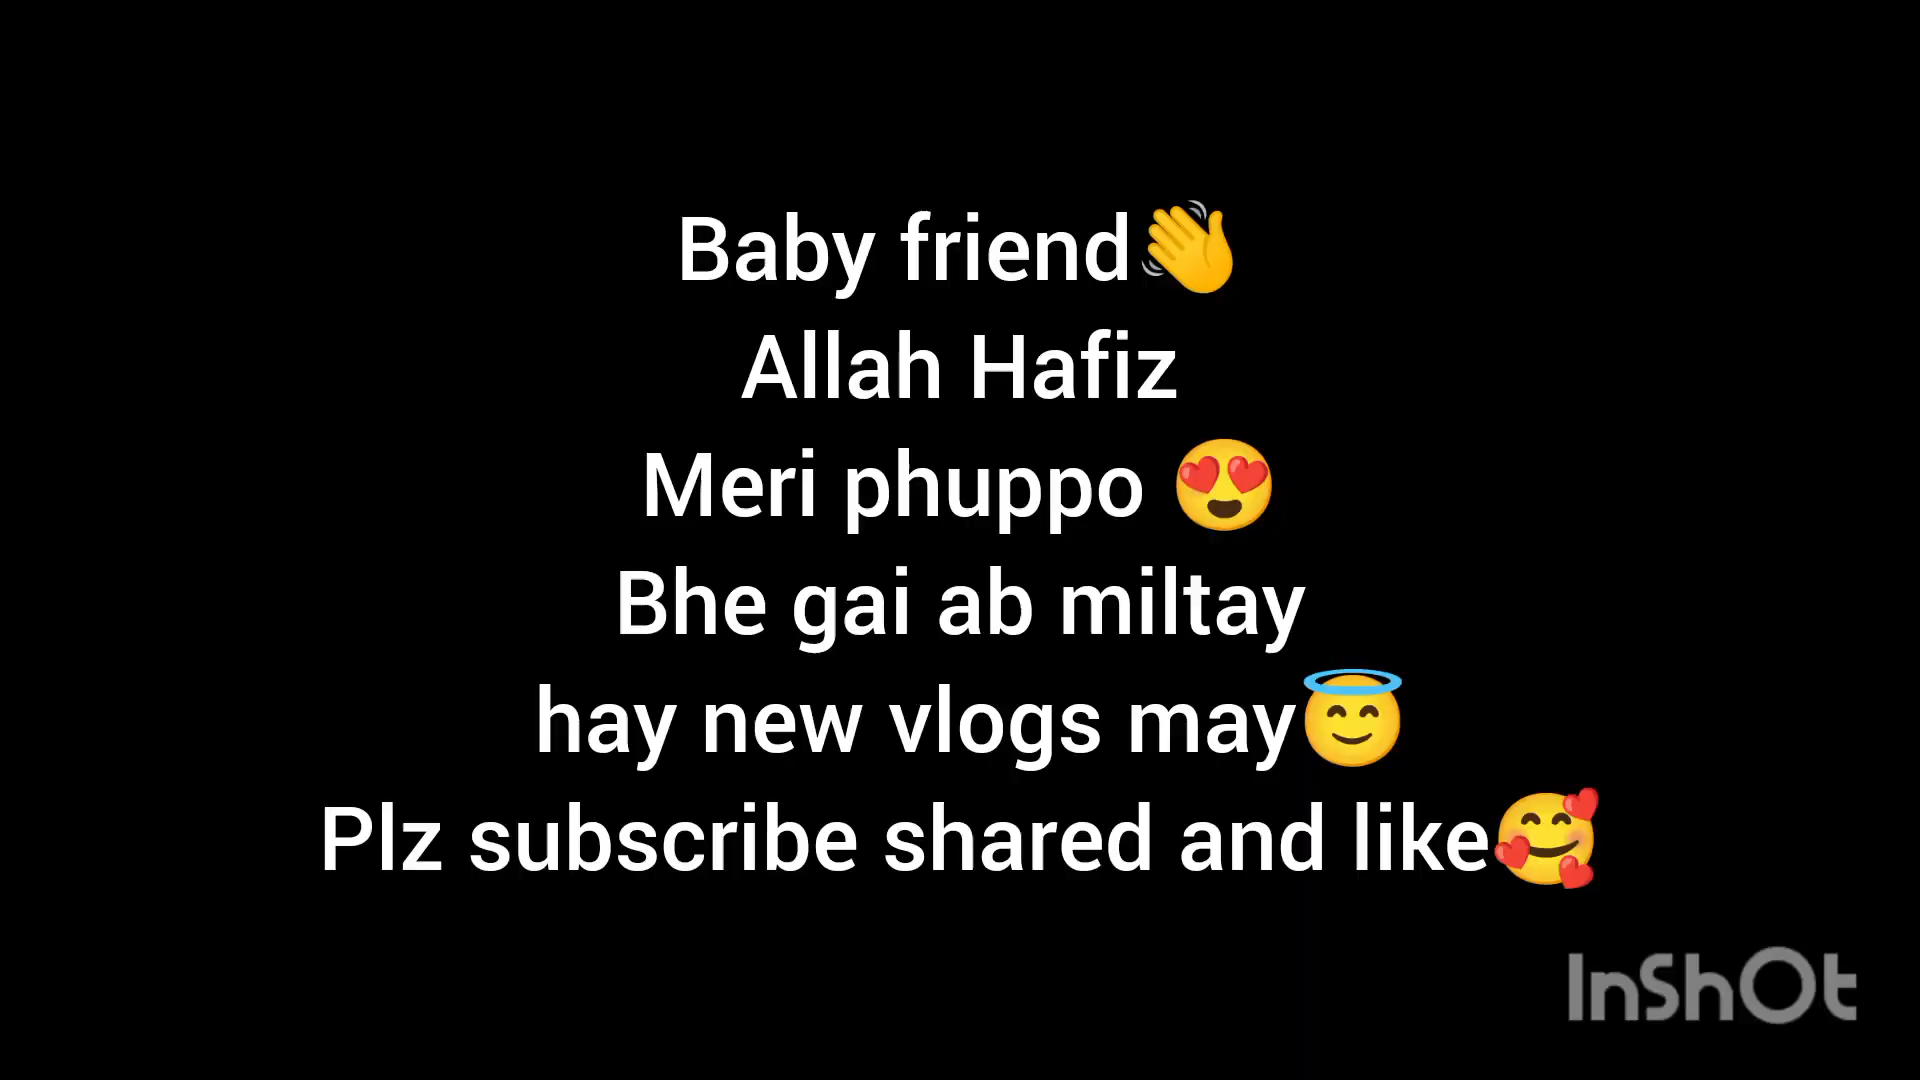 Baby friend👋
Allah Hafiz
Meri phuppo 😍
Bhe gai ab miltay
hay new vlogs may😇
Plz subscribe shared and like🥰
InShOt